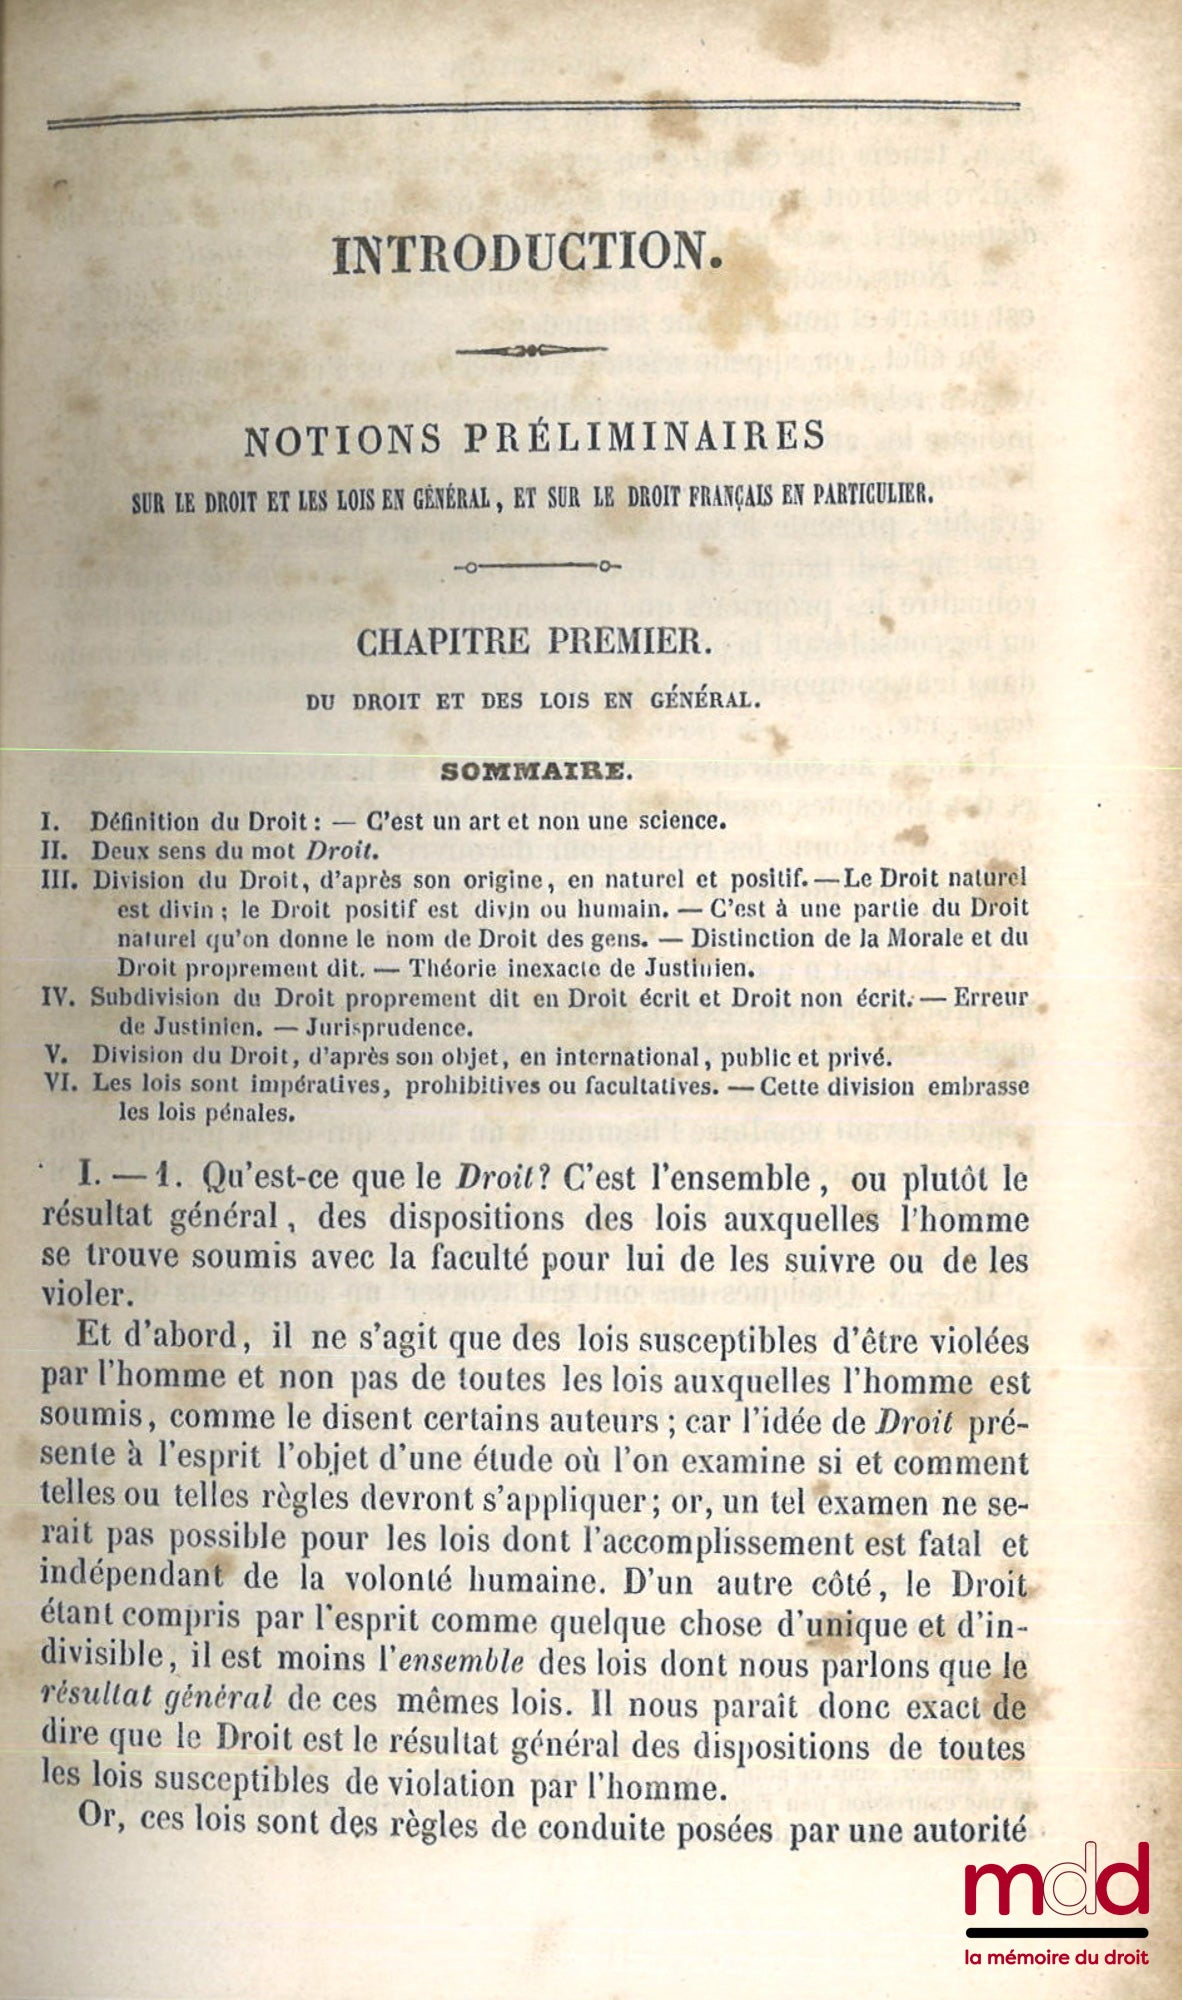 INTRODUCTION.
NOTIONS PRÉLIMINAIRES
SUR LE DROIT ET LES LOIS EN GÉNÉRAL, ET SUR LE DROIT FRANÇAIS EN PARTICULIER.
CHAPITRE PREMIER.
DU DROIT ET DES LOIS EN GÉNÉRAL.
SOMMAIRE.
I. Définition du Droit : — C'est un art et non une science.
II. Deux sens du mot Droit.
III. Division du Droit, d'après son origine, en naturel et positif. — Le Droit naturel
est divin ; le Droit positif est divin ou humain. — C'est à une partie du Droit
naturel qu'on donne le nom de Droit des gens. — Distinction de la Morale et du
Droit proprement dit. — Théorie inexacte de Justinien.
IV. Subdivision du Droit proprement dit en Droit écrit et Droit non écrit. — Erreur
de Justinien. — Jurisprudence.
V. Division du Droit, d'après son objet, en international, public et privé.
VI. Les lois sont impératives, prohibitives ou facultatives. — Cette division embrasse
les lois pénales.
I. — 1. Qu'est-ce que le Droit? C'est l'ensemble, ou plutôt le
résultat général, des dispositions des lois auxquelles l'homme
se trouve soumis avec la faculté pour lui de les suivre ou de les
violer.
Et d'abord, il ne s'agit que des lois susceptibles d'être violées
par l'homme et non pas de toutes les lois auxquelles l'homme est
soumis, comme le disent certains auteurs ; car l'idée de Droit pré-
sente à l'esprit l'objet d'une étude où l'on examine si et comment
telles ou telles règles devront s'appliquer ; or, un tel examen ne se-
rait pas possible pour les lois dont l'accomplissement est fatal et
indépendant de la volonté humaine. D'un autre côté, le Droit
étant compris par l'esprit comme quelque chose d'unique et d'in-
divisible, il est moins l'ensemble des lois dont nous parlons que le
résultat général de ces mêmes lois. Il nous paraît donc exact de
dire que le Droit est le résultat général des dispositions de toutes
les lois susceptibles de violation par l'homme.
Or, ces lois sont des règles de conduite posées par une autorité
mdd
la mémoire du droit